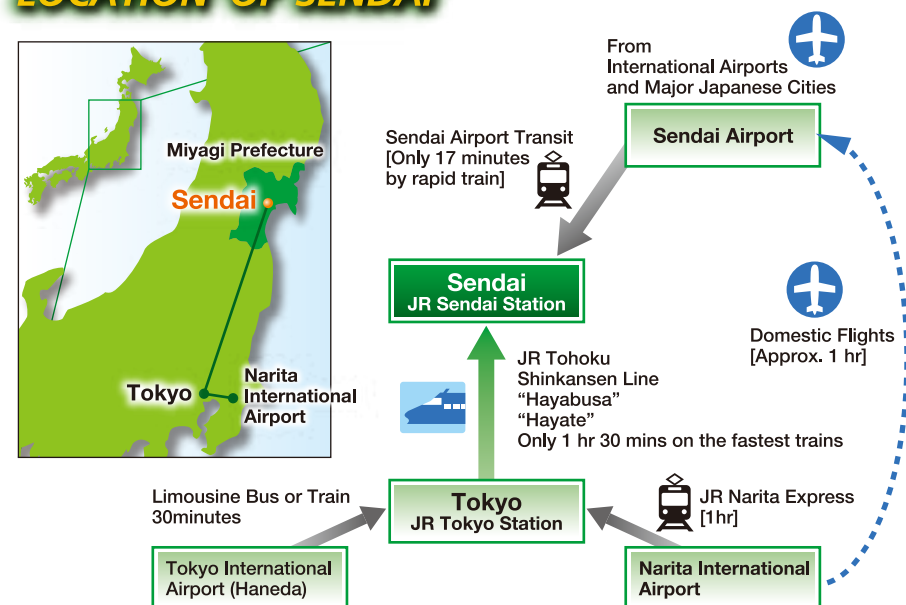 LOCATION OF SENDAI
Miyagi Prefecture
Sendai
Tokyo
Narita
International
Airport
From
International Airports
and Major Japanese Cities
Sendai Airport
Sendai Airport Transit
[Only 17 minutes
by rapid train]
Sendai
JR Sendai Station
Domestic Flights
[Approx. 1 hr]
JR Tohoku
Shinkansen Line
“Hayabusa”
“Hayate”
Only 1 hr 30 mins on the fastest trains
Limousine Bus or Train
30minutes
Tokyo
JR Tokyo Station
JR Narita Express
[1hr]
Tokyo International
Airport (Haneda)
Narita International
Airport